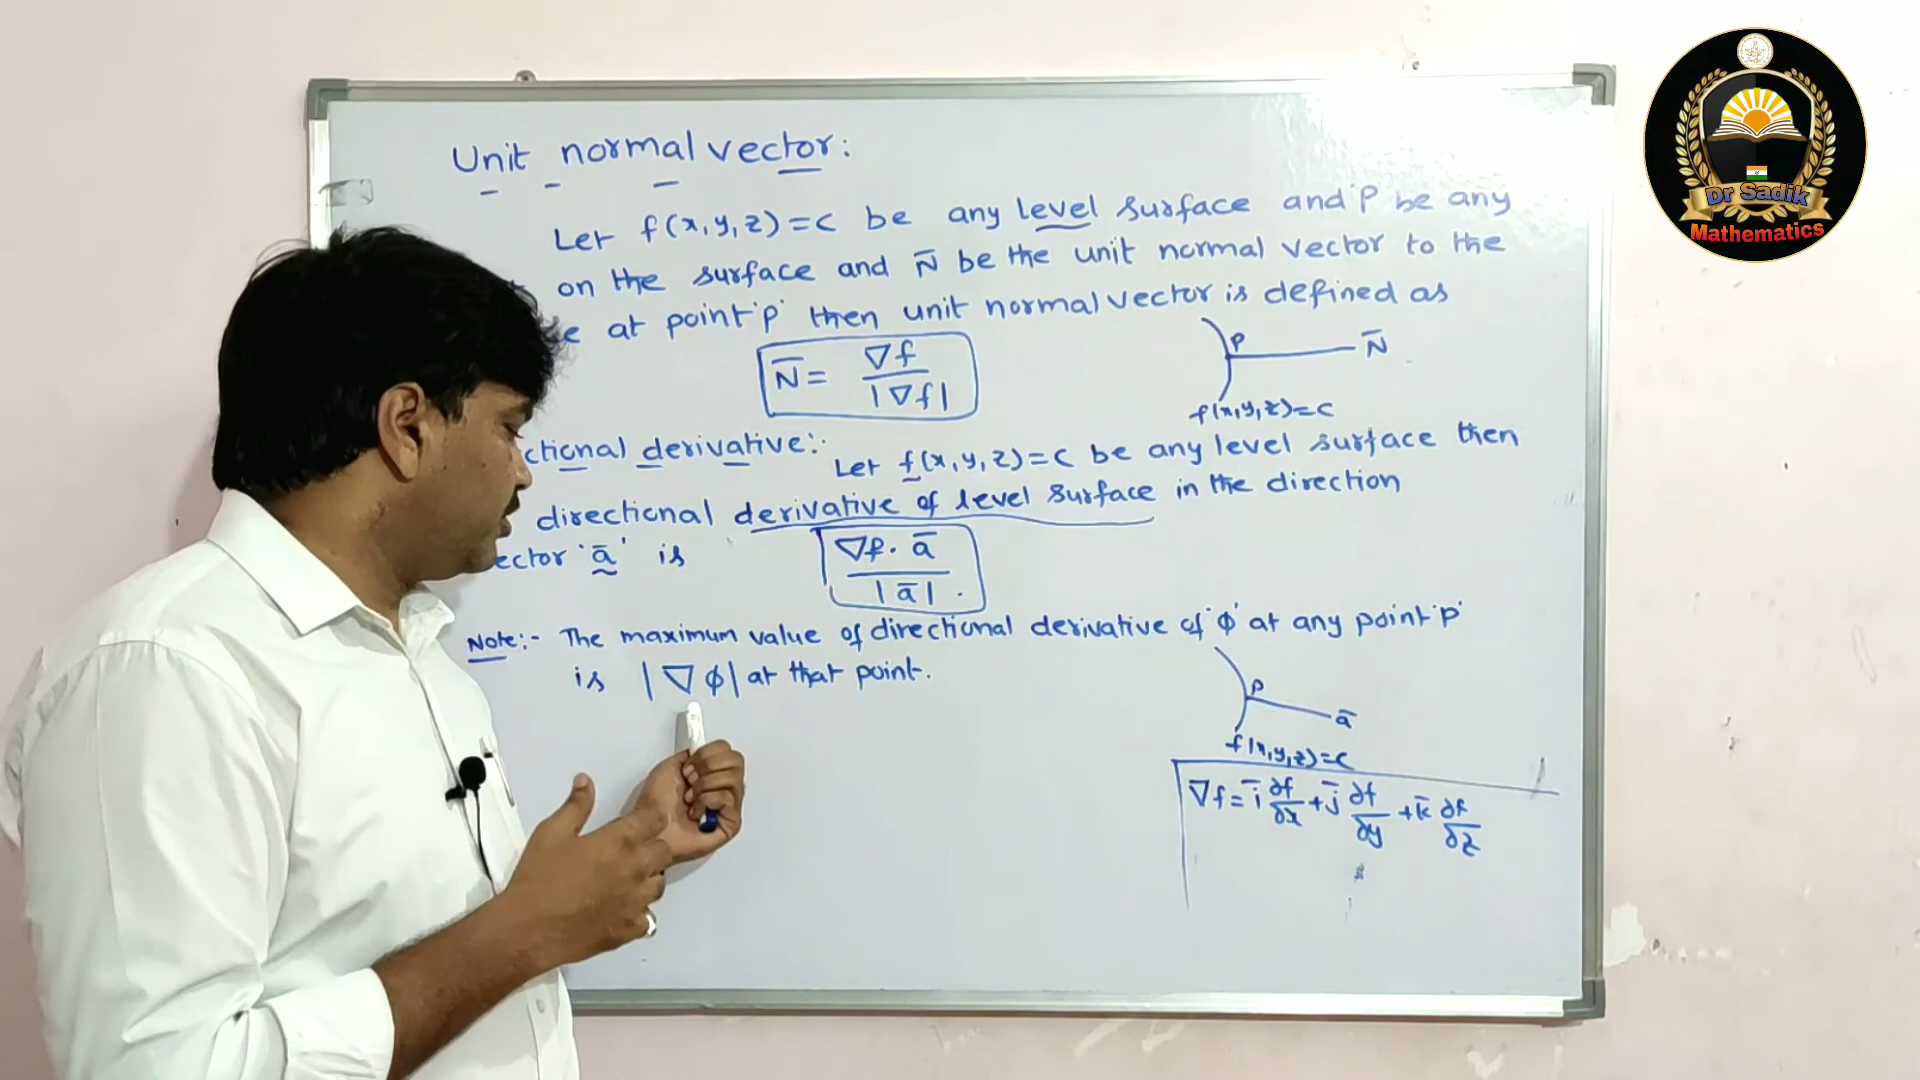 Unit normal vector:
Let f(x,y,z)=c be any level surface and 'P' be any
on the surface and N̄ be the unit normal vector to the
at point 'P' then unit normal vector is defined as
N̄ = ∇f / |∇f|
P N̄
f(x,y,z)=c
derivative:
Let f(x,y,z)=c be any level surface then
directional derivative of level surface in the direction
'ā' is ∇f·ā / |ā|.
Note:- The maximum value of directional derivative of 'ϕ' at any point 'P'
is |∇ϕ| at that point.
P ā
f(x,y,z)=c
∇f = ī ∂f/∂x + j̄ ∂f/∂y + k̄ ∂f/∂z
Dr Sadik
Mathematics